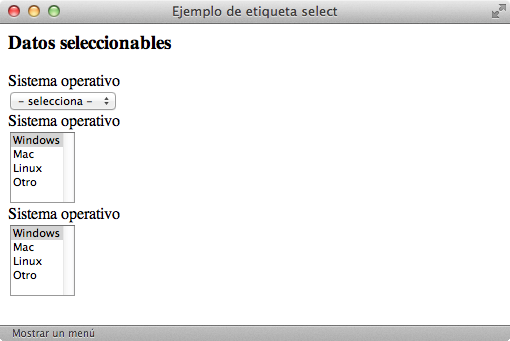 Ejemplo de etiqueta select
Datos seleccionables
Sistema operativo
- selecciona -
Sistema operativo
Windows
Mac
Linux
Otro
Sistema operativo
Windows
Mac
Linux
Otro
Mostrar un menú